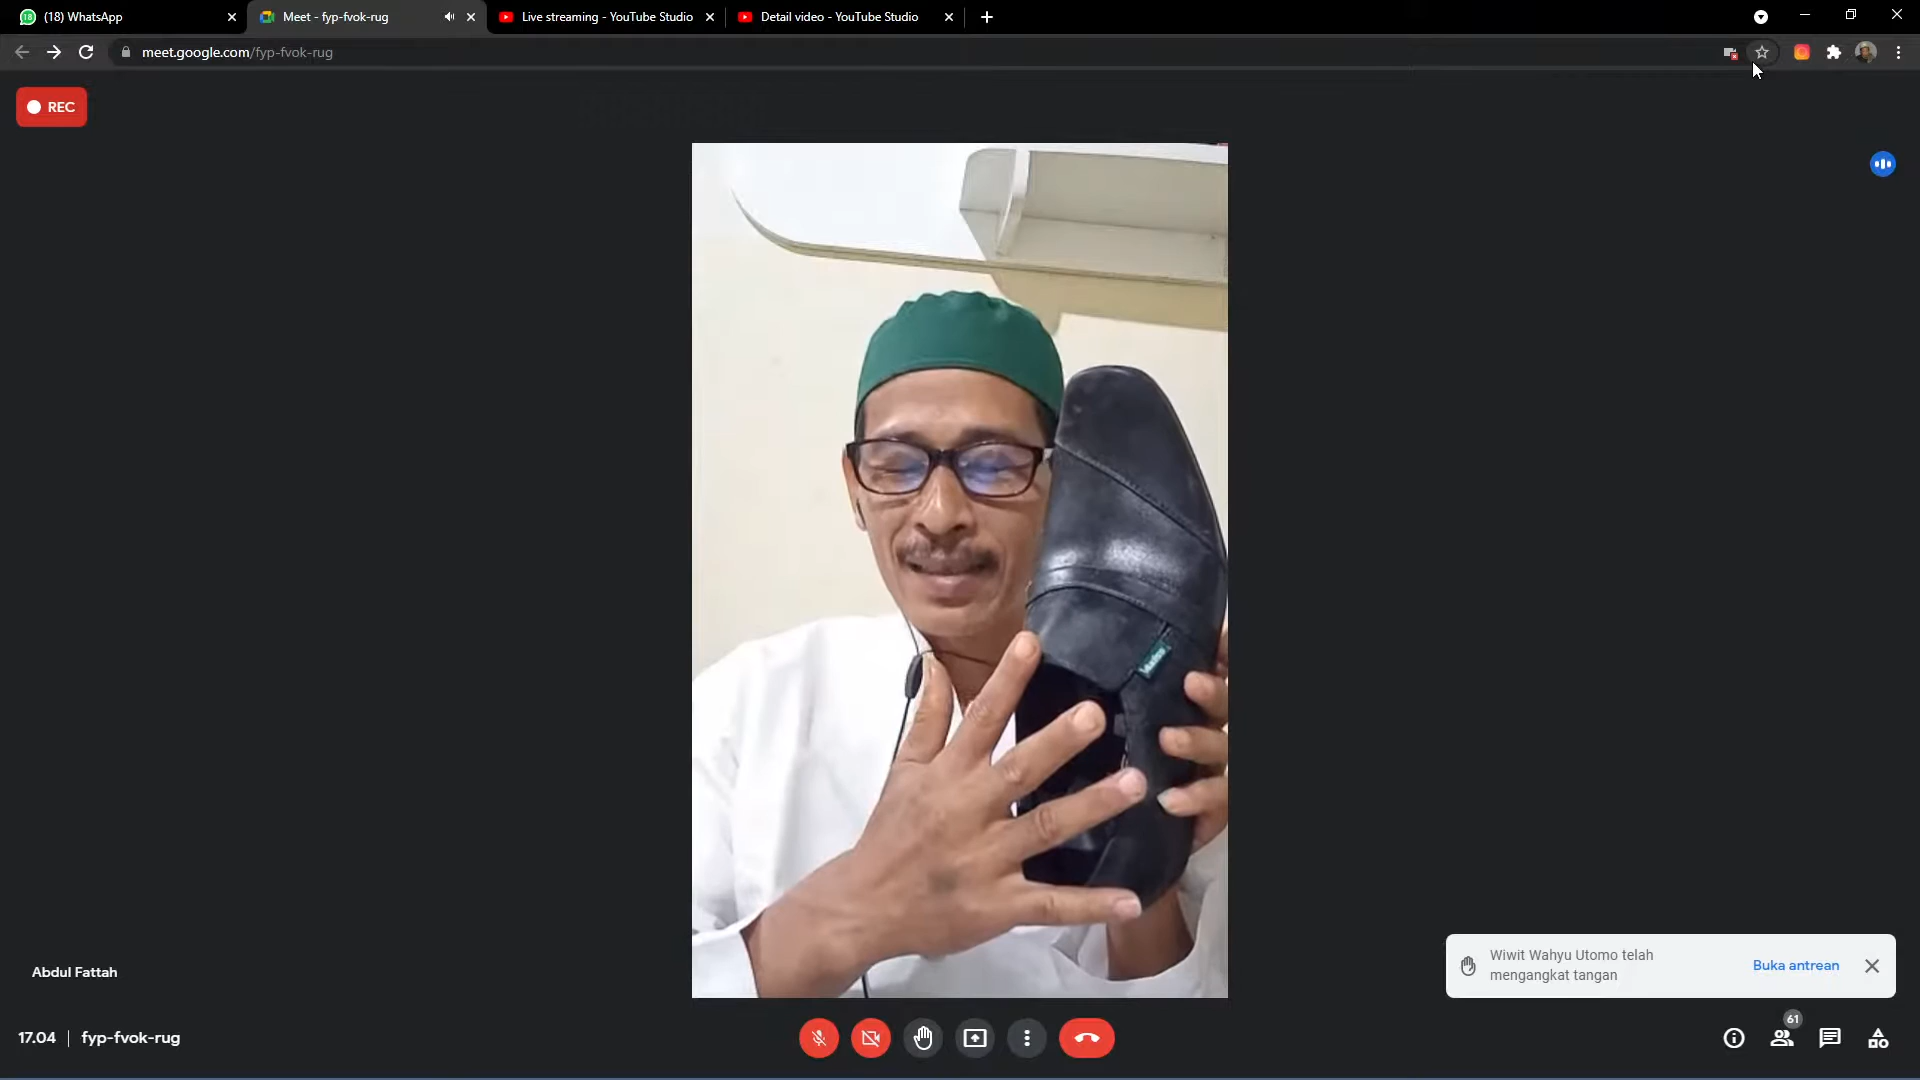 (18) WhatsApp
Meet - fyp-fvok-rug
Live streaming - YouTube Studio
Detail video - YouTube Studio
meet.google.com/fyp-fvok-rug
REC
Abdul Fattah
Wiwit Wahyu Utomo telah
mengangkat tangan
Buka antrean
17.04 | fyp-fvok-rug
61